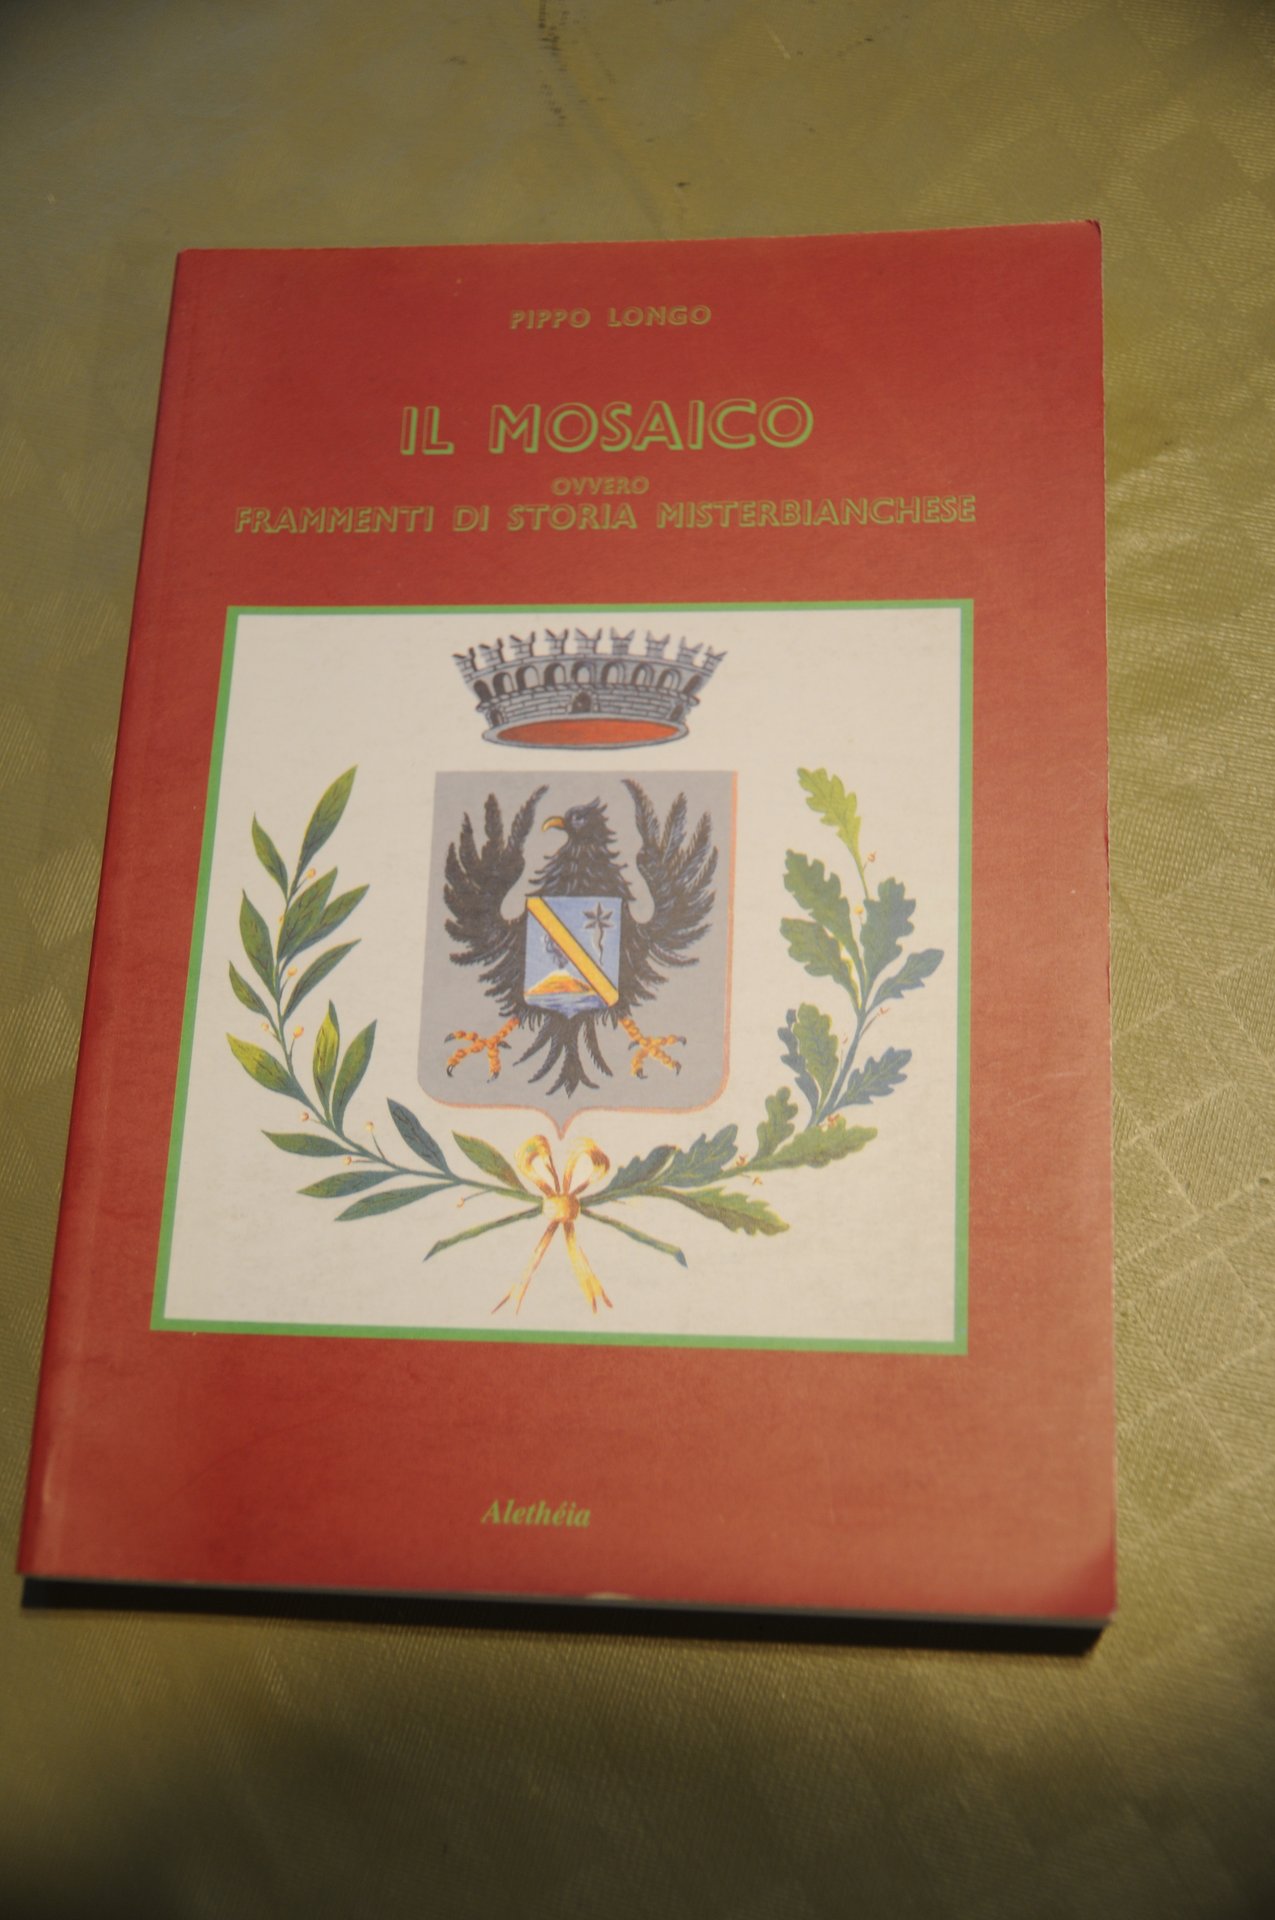 PIPPO LONGO
IL MOSAICO
OVVERO
FRAMMENTI DI STORIA MISTERBIANCHESE
Alethéia